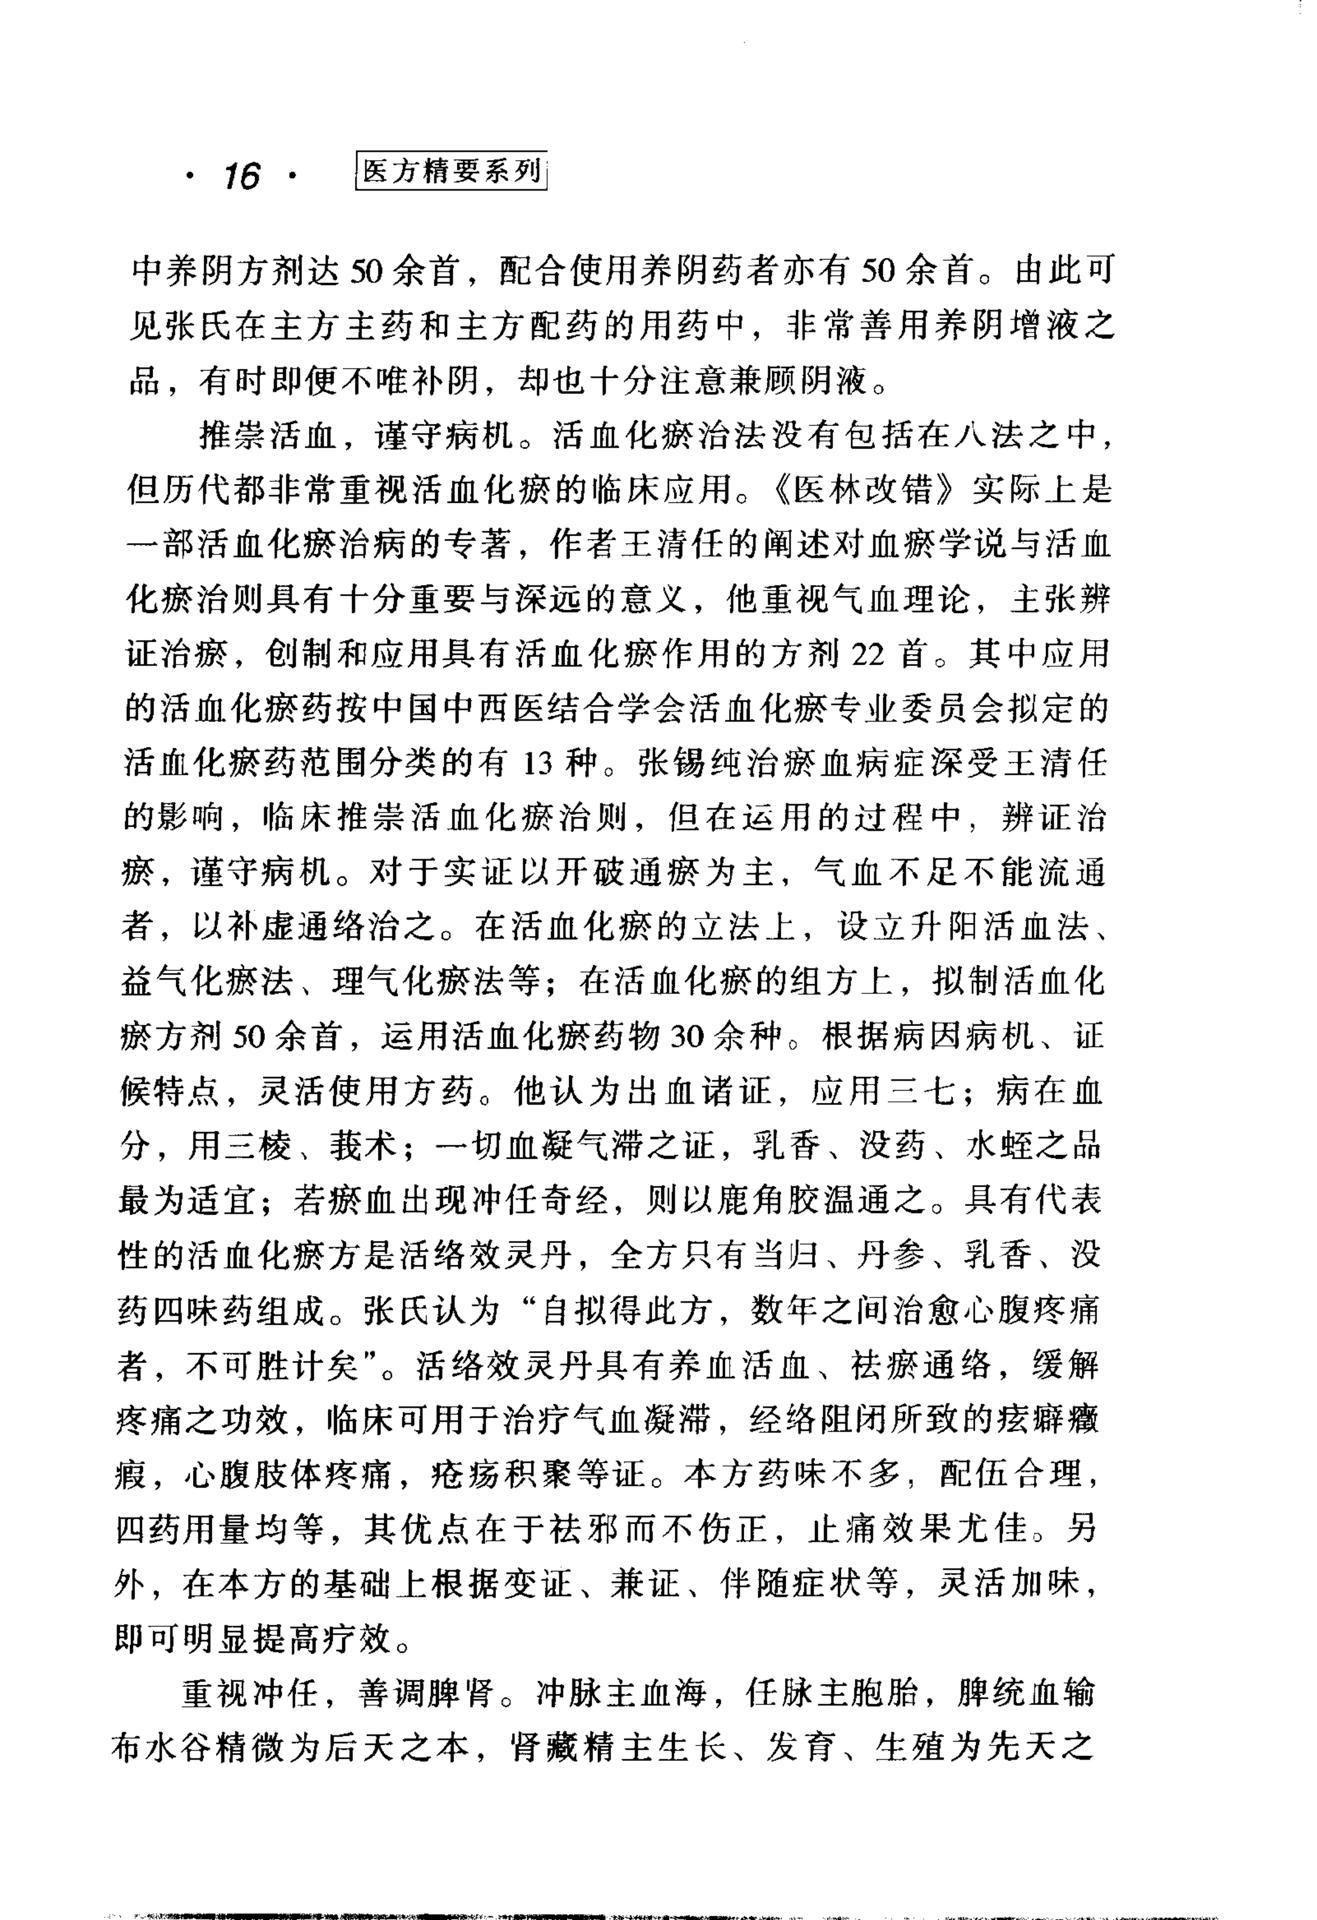 · 16 · 医方精要系列
中养阴方剂达 50 余首，配合使用养阴药者亦有 50 余首。由此可
见张氏在主方主药和主方配药的用药中，非常善用养阴增液之
品，有时即便不唯补阴，却也十分注意兼顾阴液。
推崇活血，谨守病机。活血化瘀治法没有包括在八法之中，
但历代都非常重视活血化瘀的临床应用。《医林改错》实际上是
一部活血化瘀治病的专著，作者王清任的阐述对血瘀学说与活血
化瘀治则具有十分重要与深远的意义，他重视气血理论，主张辨
证治瘀，创制和应用具有活血化瘀作用的方剂 22 首。其中应用
的活血化瘀药按中国中西医结合学会活血化瘀专业委员会拟定的
活血化瘀药范围分类的有 13 种。张锡纯治瘀血病症深受王清任
的影响，临床推崇活血化瘀治则，但在运用的过程中，辨证治
瘀，谨守病机。对于实证以开破通瘀为主，气血不足不能流通
者，以补虚通络治之。在活血化瘀的立法上，设立升阳活血法、
益气化瘀法、理气化瘀法等；在活血化瘀的组方上，拟制活血化
瘀方剂 50 余首，运用活血化瘀药物 30 余种。根据病因病机、证
候特点，灵活使用方药。他认为出血诸证，应用三七；病在血
分，用三棱、莪术；一切血凝气滞之证，乳香、没药、水蛭之品
最为适宜；若瘀血出现冲任奇经，则以鹿角胶温通之。具有代表
性的活血化瘀方是活络效灵丹，全方只有当归、丹参、乳香、没
药四味药组成。张氏认为“自拟得此方，数年之间治愈心腹疼痛
者，不可胜计矣”。活络效灵丹具有养血活血、祛瘀通络，缓解
疼痛之功效，临床可用于治疗气血凝滞，经络阻闭所致的痃癖癥
瘕，心腹肢体疼痛，疮疡积聚等证。本方药味不多，配伍合理，
四药用量均等，其优点在于祛邪而不伤正，止痛效果尤佳。另
外，在本方的基础上根据变证、兼证、伴随症状等，灵活加味，
即可明显提高疗效。
重视冲任，善调脾肾。冲脉主血海，任脉主胞胎，脾统血输
布水谷精微为后天之本，肾藏精主生长、发育、生殖为先天之